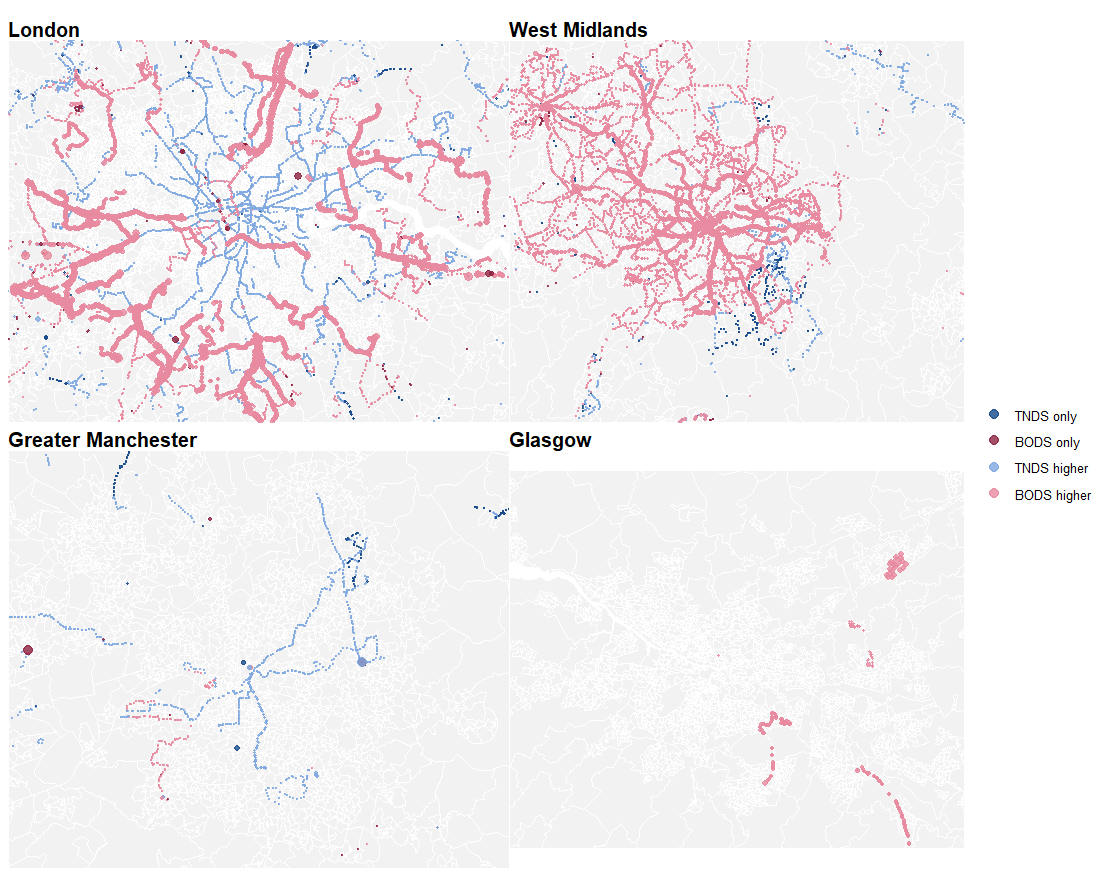 London
West Midlands
Greater Manchester
Glasgow
TNDS only
BODS only
TNDS higher
BODS higher